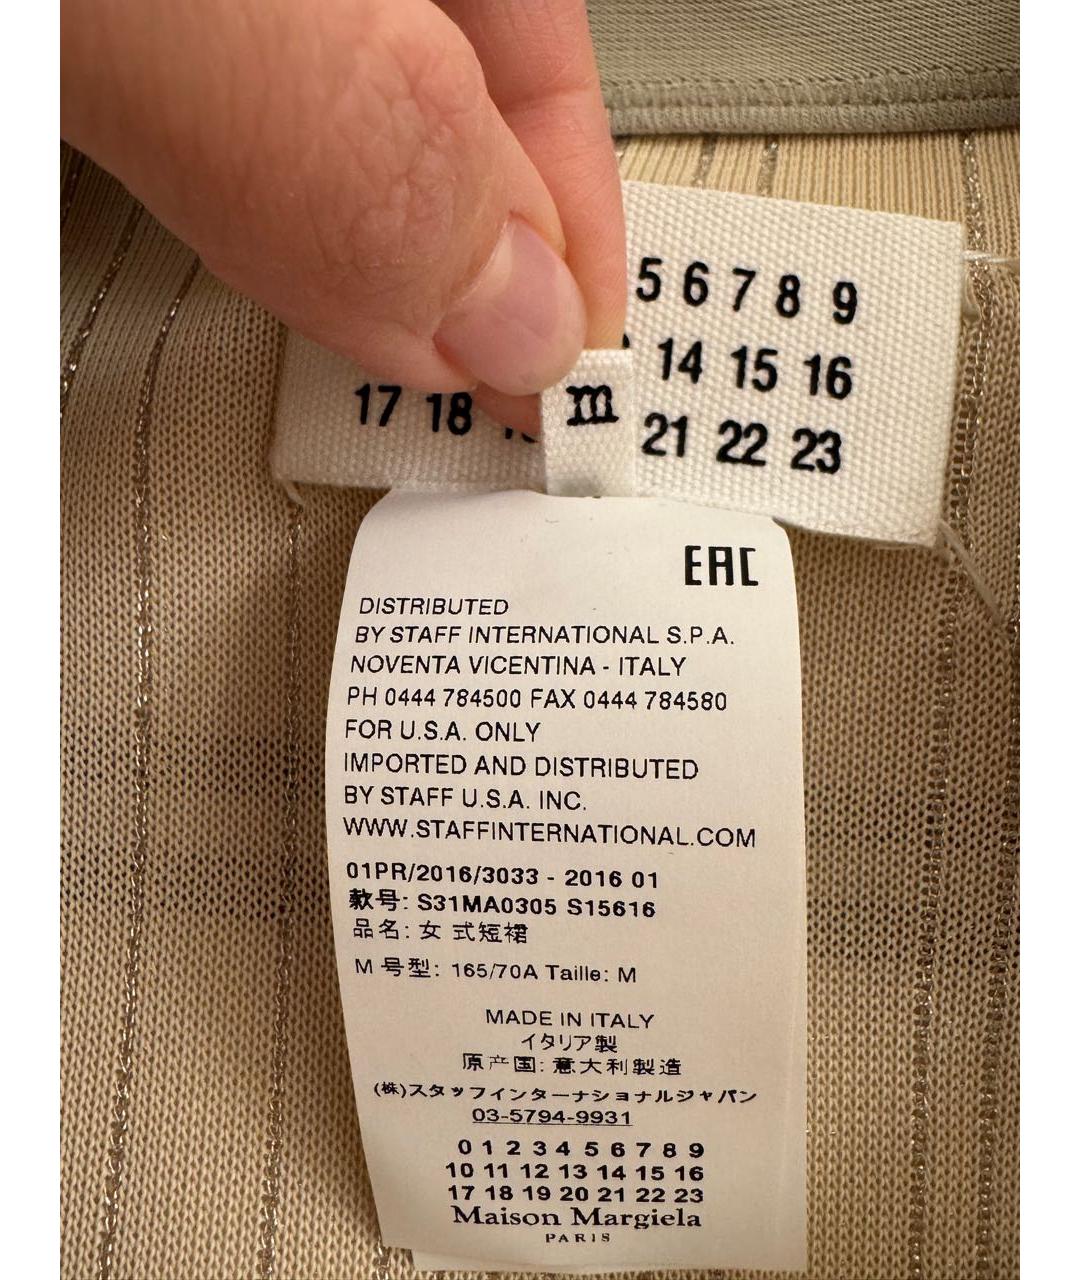 5 6 7 8 9
14 15 16
17 18
m
21 22 23
EAC
DISTRIBUTED
BY STAFF INTERNATIONAL S.P.A.
NOVENTA VICENTINA - ITALY
PH 0444 784500 FAX 0444 784580
FOR U.S.A. ONLY
IMPORTED AND DISTRIBUTED
BY STAFF U.S.A. INC.
WWW.STAFFINTERNATIONAL.COM
01PR/2016/3033 - 2016 01
款号: S31MA0305 S15616
品名: 女 式短裙
M 号型: 165/70A Taille: M
MADE IN ITALY
イタリア製
原产国: 意大利製造
(株)スタッフインターナショナルジャパン
03-5794-9931
0 1 2 3 4 5 6 7 8 9
10 11 12 13 14 15 16
17 18 19 20 21 22 23
Maison Margiela
PARIS